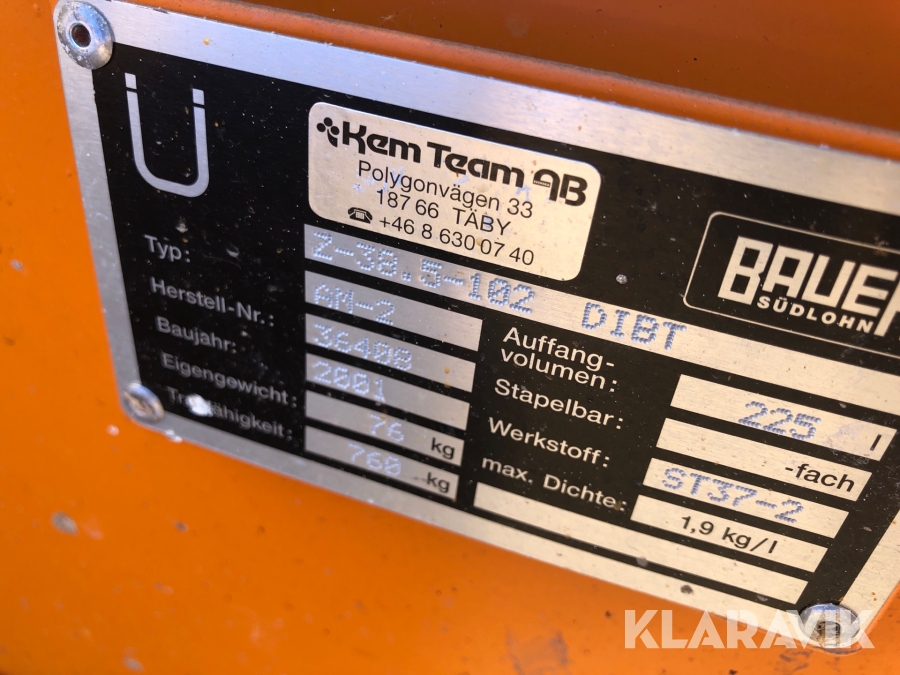 Ü
Kem Team AB
Polygonvägen 33
187 66 TÄBY
+46 8 630 07 40
BAUER
SÜDLOHN
Z-38.5-102 DIBT
Typ: AM-2
Herstell-Nr.: 36408
Baujahr: 2001
Eigengewicht: 76 kg
Tragfähigkeit: 760 kg
Auffang-
volumen: 225 l
Stapelbar: -fach
Werkstoff: ST37-2
max. Dichte: 1,9 kg/l
KLARAVIK